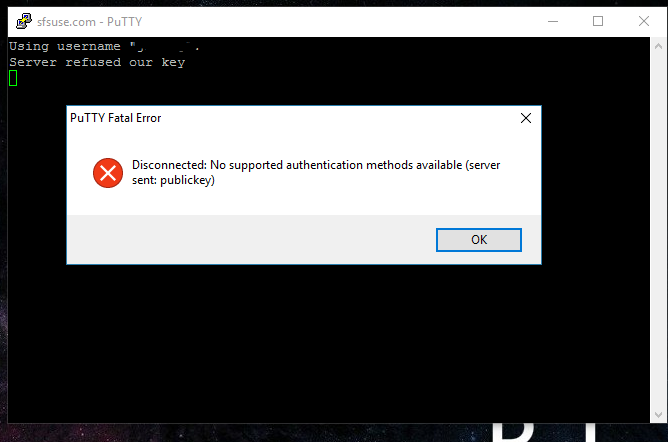 sfsuse.com - PuTTY
Using username "
Server refused our key
PuTTY Fatal Error
Disconnected: No supported authentication methods available (server
sent: publickey)
OK